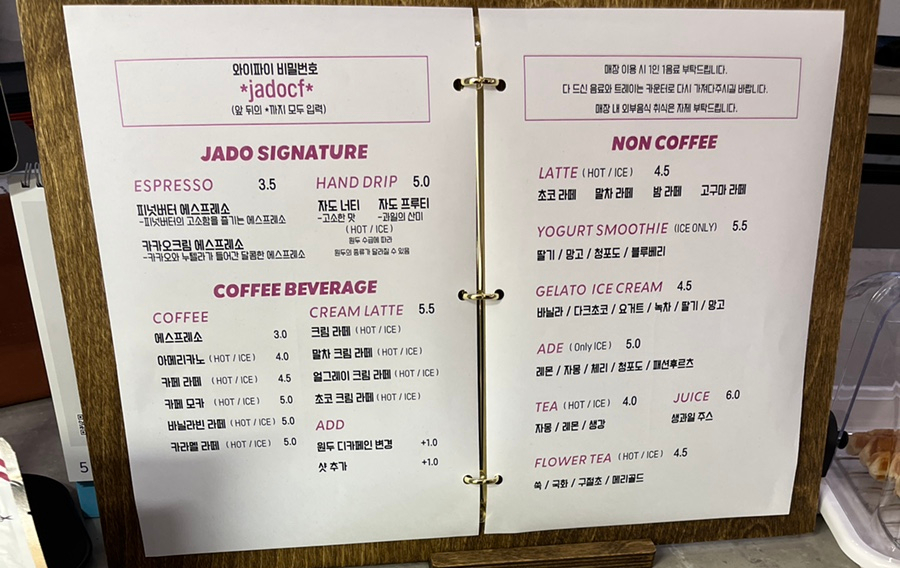 와이파이 비밀번호
*jadocf*
(앞 뒤의 *까지 모두 입력)
JADO SIGNATURE
ESPRESSO 3.5
피넛버터 에스프레소
-피넛버터의 고소함을 즐기는 에스프레소
카카오크림 에스프레소
-카카오와 누텔라가 들어간 달콤한 에스프레소
HAND DRIP 5.0
자도 너티 자도 프루티
-고소한 맛 -과일의 산미
(HOT / ICE)
원두 수급에 따라
원두의 종류가 달라질 수 있음
COFFEE BEVERAGE
COFFEE
에스프레소 3.0
아메리카노 (HOT / ICE) 4.0
카페 라떼 (HOT / ICE) 4.5
카페 모카 (HOT / ICE) 5.0
바닐라빈 라떼 (HOT / ICE) 5.0
카라멜 라떼 (HOT / ICE) 5.0
CREAM LATTE 5.5
크림 라떼 (HOT / ICE)
말차 크림 라떼 (HOT / ICE)
얼그레이 크림 라떼 (HOT / ICE)
초코 크림 라떼 (HOT / ICE)
ADD
원두 디카페인 변경 +1.0
샷 추가 +1.0
매장 이용 시 1인 1음료 부탁드립니다.
다 드신 음료와 트레이는 카운터로 다시 가져다주시길 바랍니다.
매장 내 외부음식 취식은 자제 부탁드립니다.
NON COFFEE
LATTE (HOT / ICE) 4.5
초코 라떼 말차 라떼 밤 라떼 고구마 라떼
YOGURT SMOOTHIE (ICE ONLY) 5.5
딸기 / 망고 / 청포도 / 블루베리
GELATO ICE CREAM 4.5
바닐라 / 다크초코 / 요거트 / 녹차 / 딸기 / 망고
ADE (Only ICE) 5.0
레몬 / 자몽 / 체리 / 청포도 / 패션후르츠
TEA (HOT / ICE) 4.0
자몽 / 레몬 / 생강
JUICE 6.0
생과일 주스
FLOWER TEA (HOT / ICE) 4.5
쑥 / 국화 / 구절초 / 메리골드
5